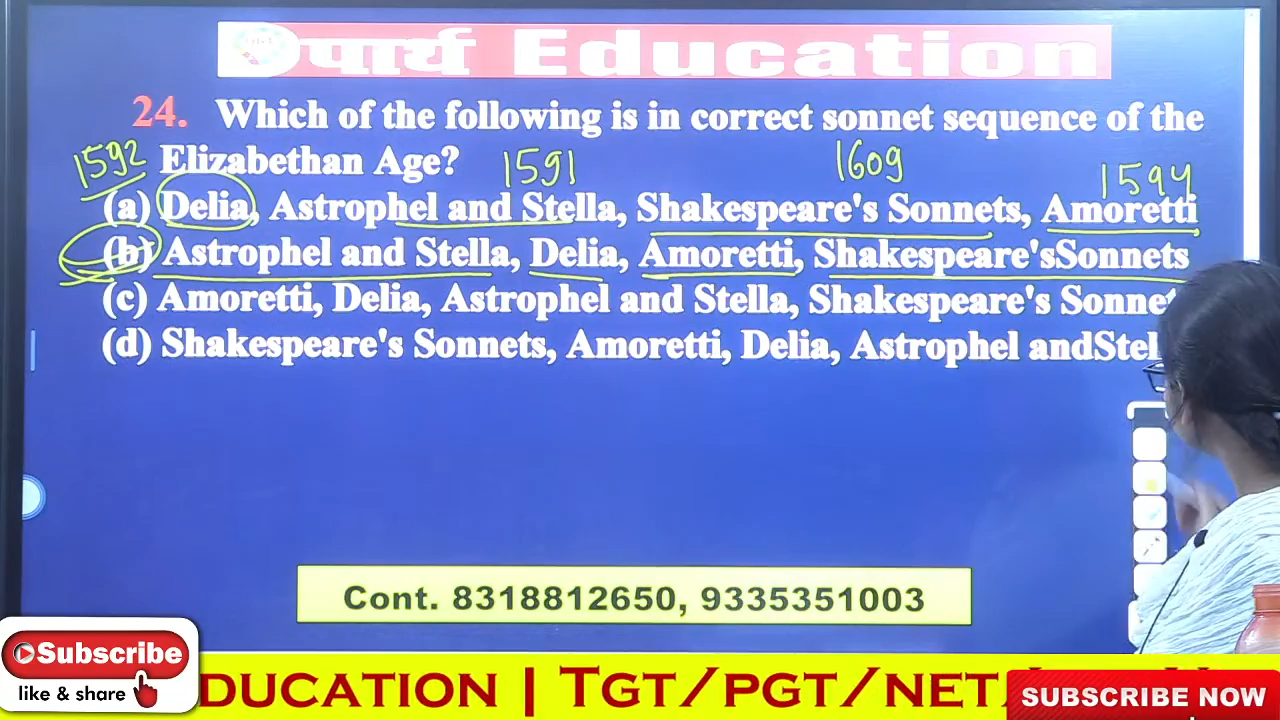 पार्य Education
24. Which of the following is in correct sonnet sequence of the
1592 Elizabethan Age? 1591 1609 1594
(a) Delia, Astrophel and Stella, Shakespeare's Sonnets, Amoretti
(b) Astrophel and Stella, Delia, Amoretti, Shakespeare'sSonnets
(c) Amoretti, Delia, Astrophel and Stella, Shakespeare's Sonnet
(d) Shakespeare's Sonnets, Amoretti, Delia, Astrophel andStel
Cont. 8318812650, 9335351003
Subscribe
like & share
DUCATION | TGT/PGT/NET/
SUBSCRIBE NOW